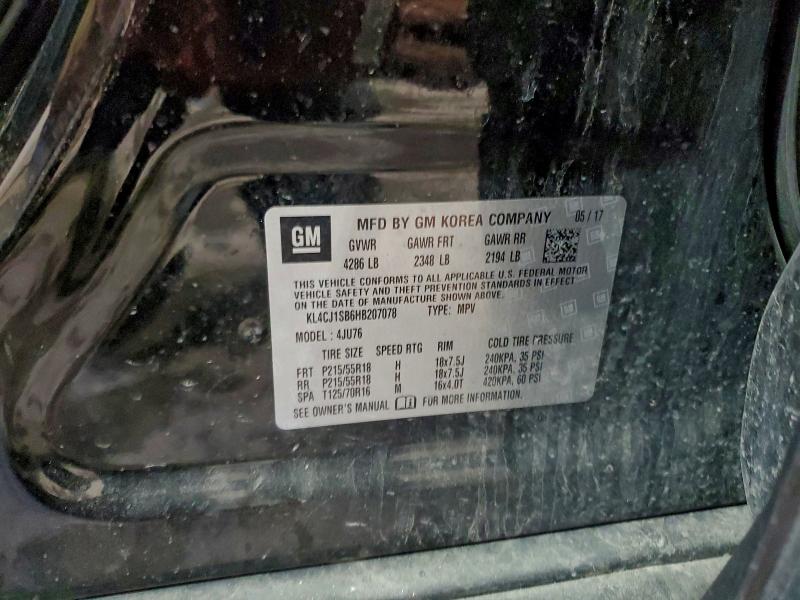 GM
MFD BY GM KOREA COMPANY 05 / 17
GVWR GAWR FRT GAWR RR
4286 LB 2348 LB 2194 LB
THIS VEHICLE CONFORMS TO ALL APPLICABLE U.S. FEDERAL MOTOR
VEHICLE SAFETY AND THEFT PREVENTION STANDARDS IN EFFECT
ON THE DATE OF MANUFACTURE SHOWN ABOVE.
KL4CJ1SB6HB207078 TYPE: MPV
MODEL : 4JU76
TIRE SIZE SPEED RTG RIM COLD TIRE PRESSURE
FRT P215/55R18 H 18x7.5J 240KPA, 35 PSI
RR P215/55R18 H 18x7.5J 240KPA, 35 PSI
SPA T125/70R16 M 16x4.0T 420KPA, 60 PSI
SEE OWNER'S MANUAL FOR MORE INFORMATION.